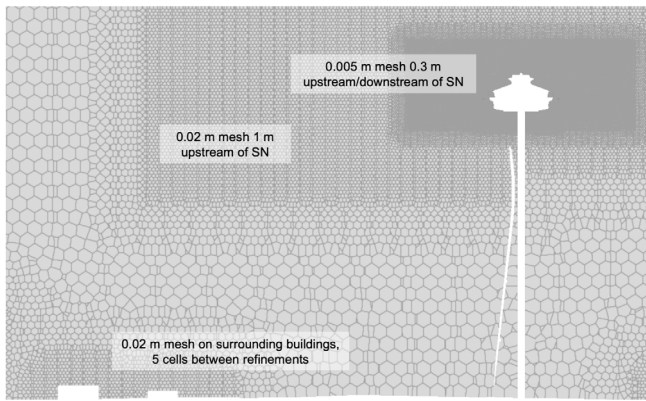 0.005 m mesh 0.3 m
upstream/downstream of SN
0.02 m mesh 1 m
upstream of SN
0.02 m mesh on surrounding buildings,
5 cells between refinements